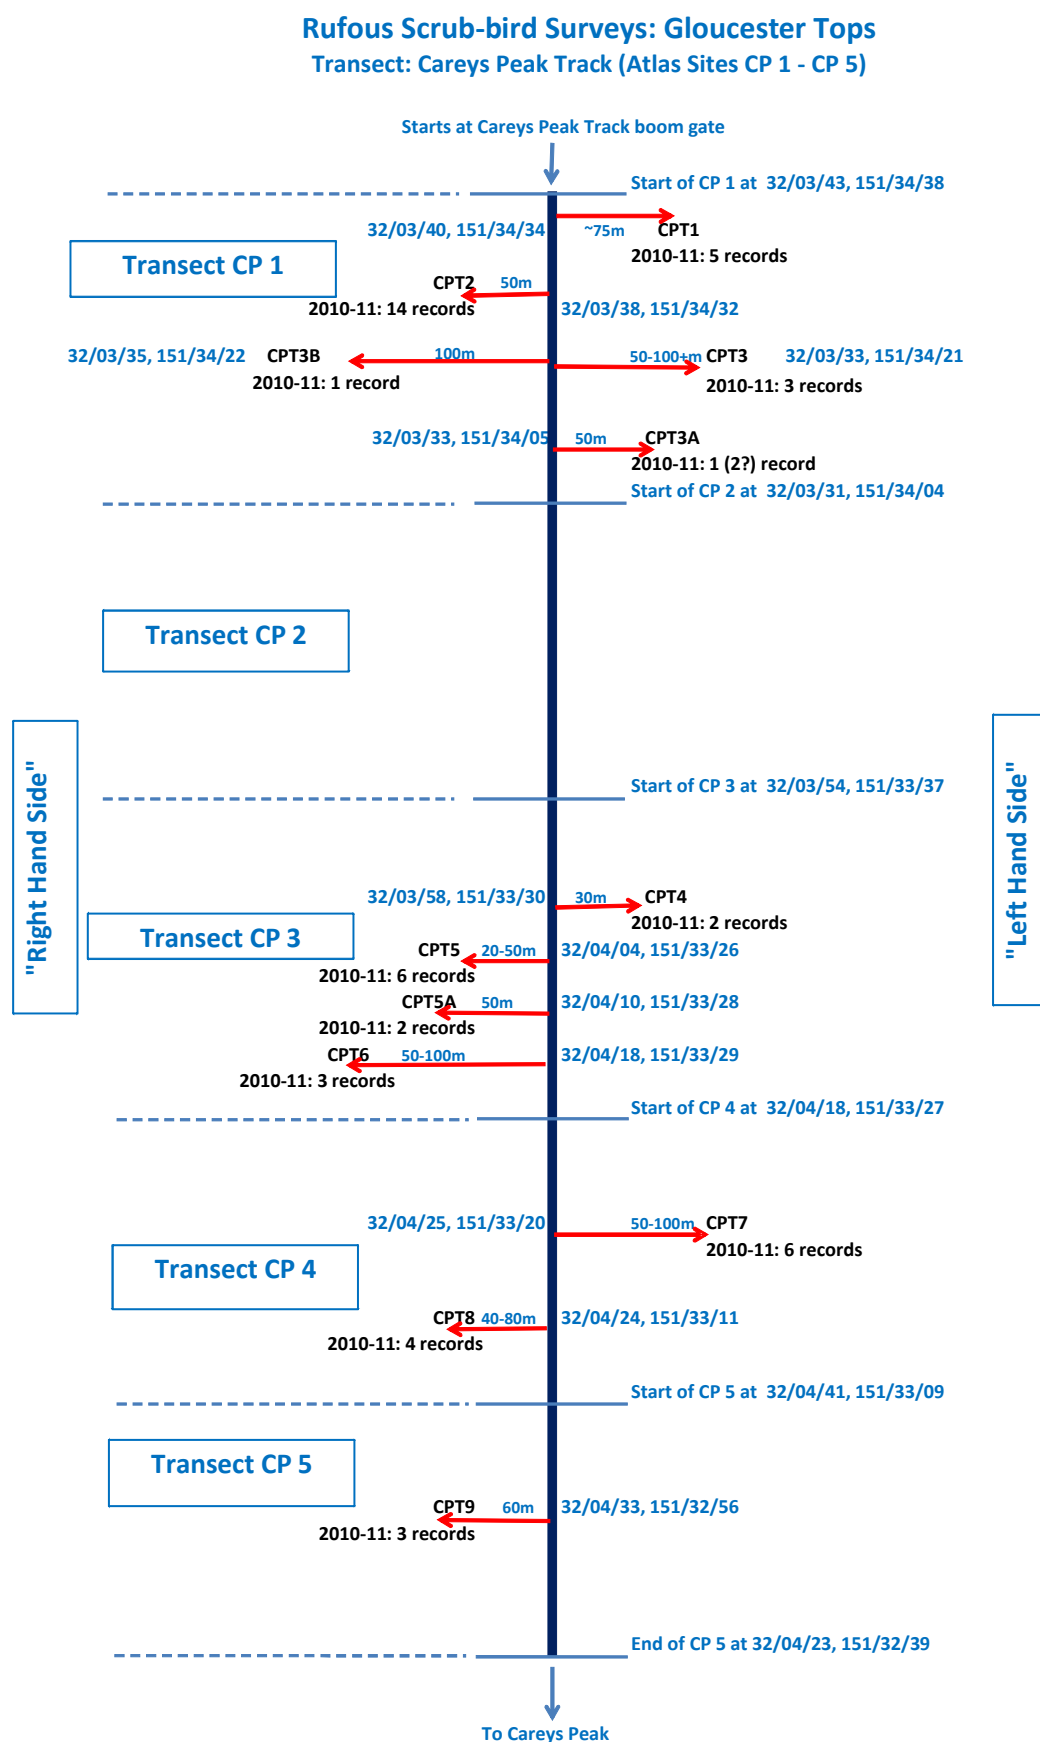 Rufous Scrub-bird Surveys: Gloucester Tops
Transect: Careys Peak Track (Atlas Sites CP 1 - CP 5)
Starts at Careys Peak Track boom gate
Start of CP 1 at 32/03/43, 151/34/38
32/03/40, 151/34/34
~75m
CPT1
2010-11: 5 records
Transect CP 1
CPT2
50m
2010-11: 14 records
32/03/38, 151/34/32
32/03/35, 151/34/22
CPT3B
100m
2010-11: 1 record
50-100+m
CPT3
32/03/33, 151/34/21
2010-11: 3 records
32/03/33, 151/34/05
50m
CPT3A
2010-11: 1 (2?) record
Start of CP 2 at 32/03/31, 151/34/04
Transect CP 2
"Right Hand Side"
"Left Hand Side"
Start of CP 3 at 32/03/54, 151/33/37
32/03/58, 151/33/30
30m
CPT4
2010-11: 2 records
Transect CP 3
CPT5
20-50m
32/04/04, 151/33/26
2010-11: 6 records
CPT5A
50m
32/04/10, 151/33/28
2010-11: 2 records
CPT6
50-100m
32/04/18, 151/33/29
2010-11: 3 records
Start of CP 4 at 32/04/18, 151/33/27
32/04/25, 151/33/20
50-100m
CPT7
2010-11: 6 records
Transect CP 4
CPT8
40-80m
32/04/24, 151/33/11
2010-11: 4 records
Start of CP 5 at 32/04/41, 151/33/09
Transect CP 5
CPT9
60m
32/04/33, 151/32/56
2010-11: 3 records
End of CP 5 at 32/04/23, 151/32/39
To Careys Peak